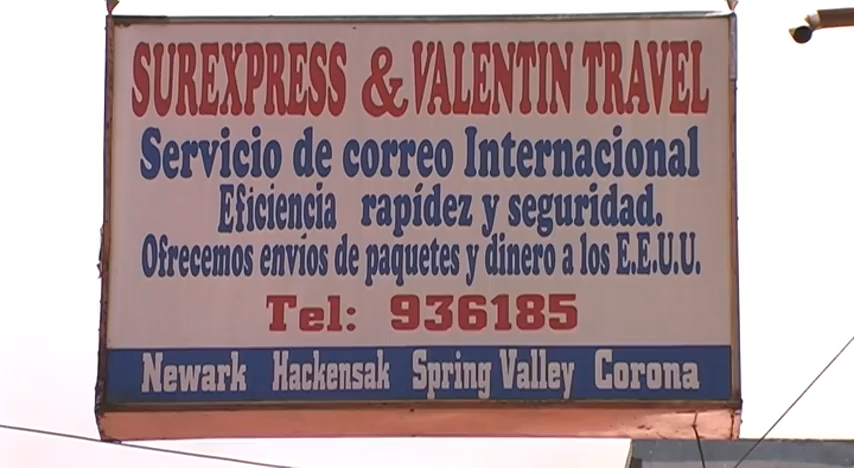 SUREXPRESS & VALENTIN TRAVEL
Servicio de correo Internacional
Eficiencia rapídez y seguridad.
Ofrecemos envíos de paquetes y dinero a los E.E.U.U.
Tel: 936185
Newark Hackensak Spring Valley Corona